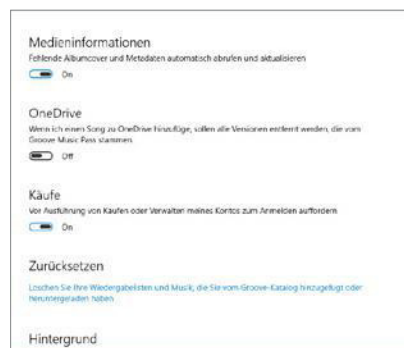 Medieninformationen
Fehlende Albumcover und Metadaten automatisch abrufen und aktualisieren
On
OneDrive
Wenn ich einen Song zu OneDrive hinzufüge, sollen alle Versionen entfernt werden, die vom
Groove Music Pass stammen
Off
Käufe
Vor Ausführung von Käufen oder Verwalten meines Kontos zum Anmelden auffordern
On
Zurücksetzen
Löschen Sie Ihre Wiedergabelisten und Musik, die Sie vom Groove-Katalog hinzugefügt oder
heruntergeladen haben
Hintergrund